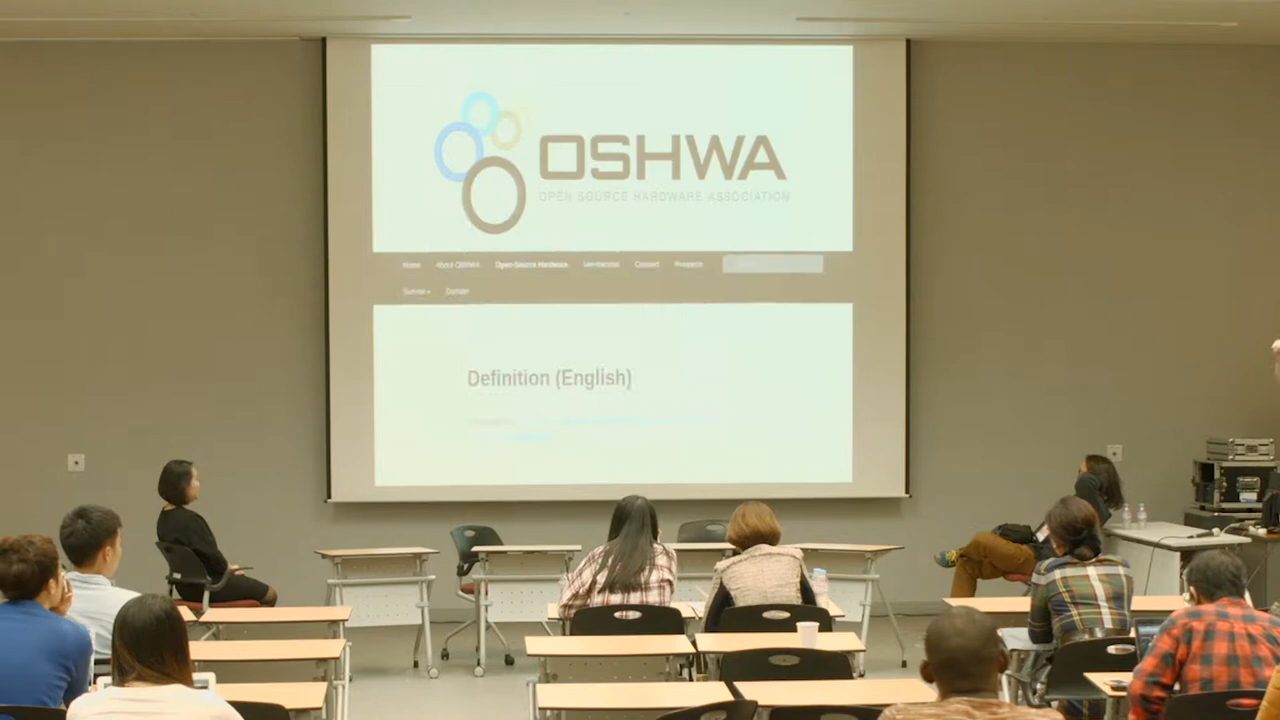 OSHWA
OPEN SOURCE HARDWARE ASSOCIATION
Home About OSHWA Open Source Hardware Membership Connect Research
Donate
Definition (English)